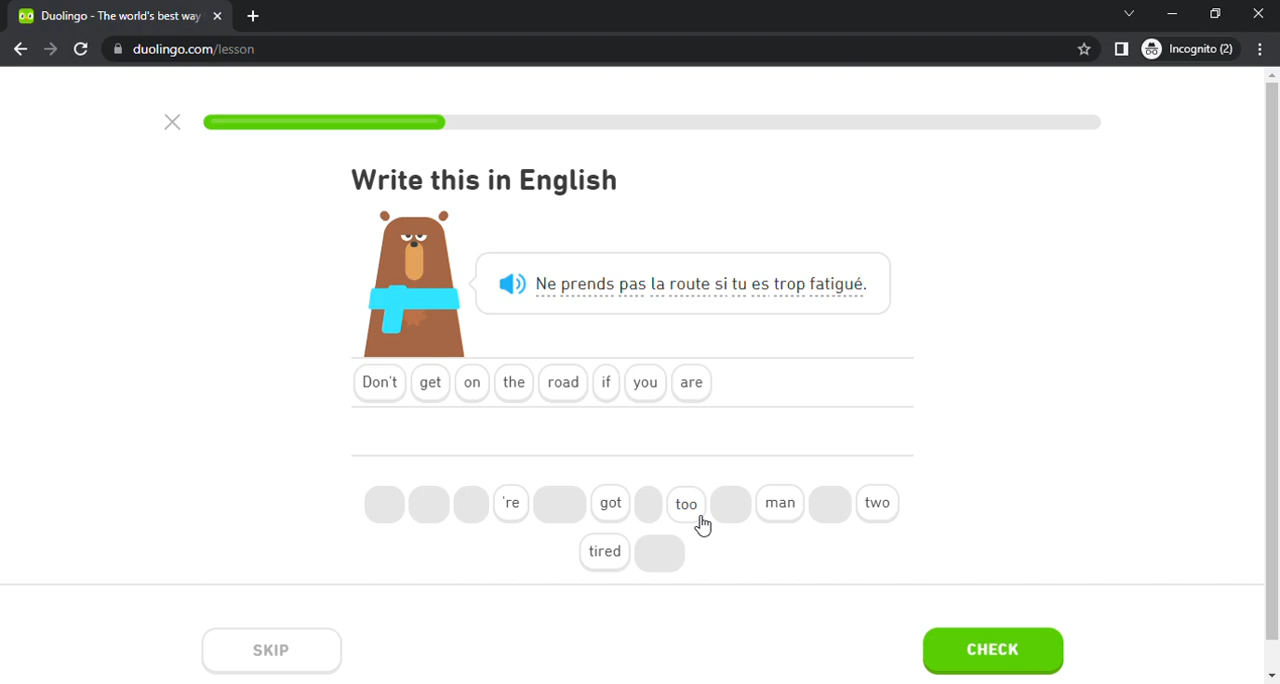 Duolingo - The world's best way
duolingo.com/lesson
Incognito (2)
Write this in English
Ne prends pas la route si tu es trop fatigué.
Don't get on the road if you are
're got too man two
tired
SKIP CHECK